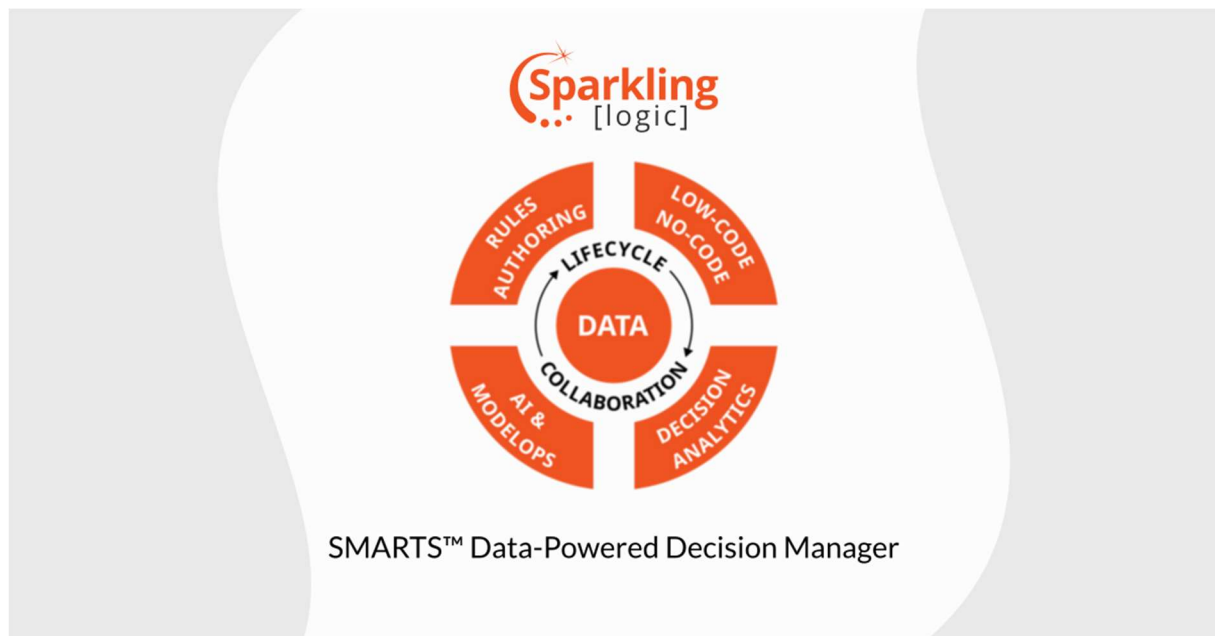 Sparkling
[logic]
RULES
AUTHORING
LOW-CODE
NO-CODE
LIFECYCLE
DATA
COLLABORATION
AI &
MODELOPS
DECISION
ANALYTICS
SMARTS™ Data-Powered Decision Manager